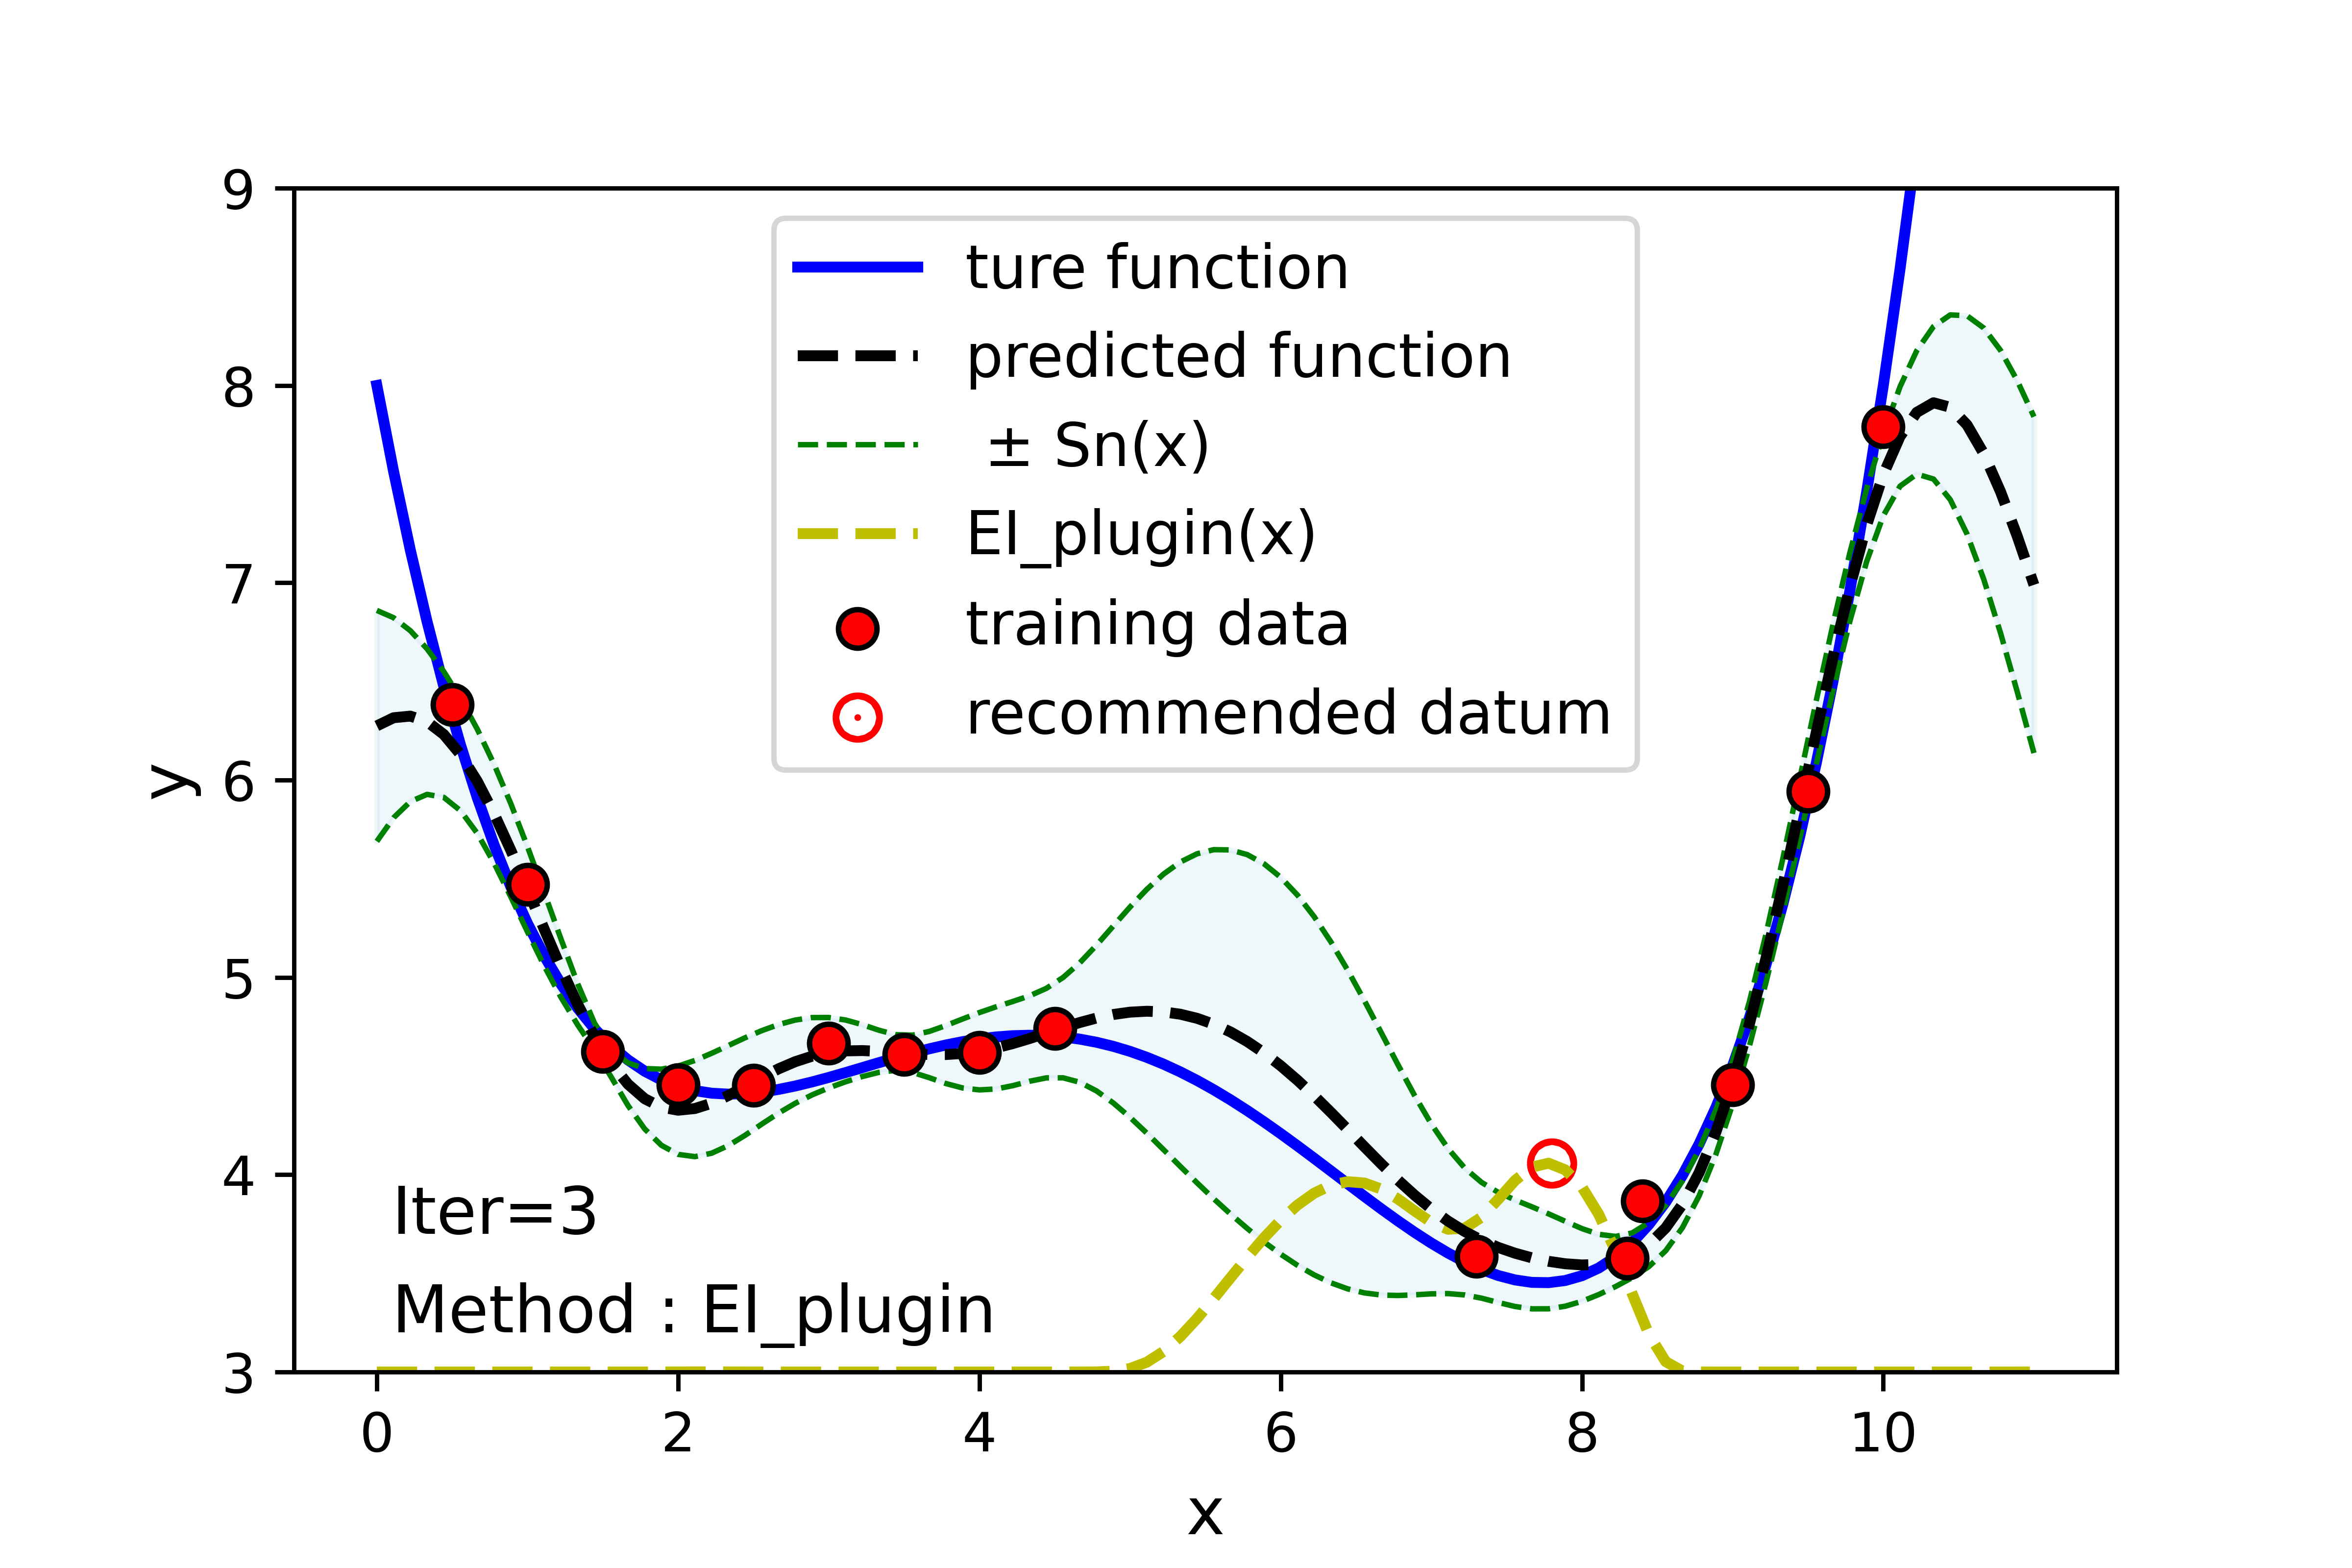 9
8
7
6
5
4
3
y
ture function
predicted function
± Sn(x)
EI_plugin(x)
training data
recommended datum
Iter=3
Method : EI_plugin
0 2 4 6 8 10
x